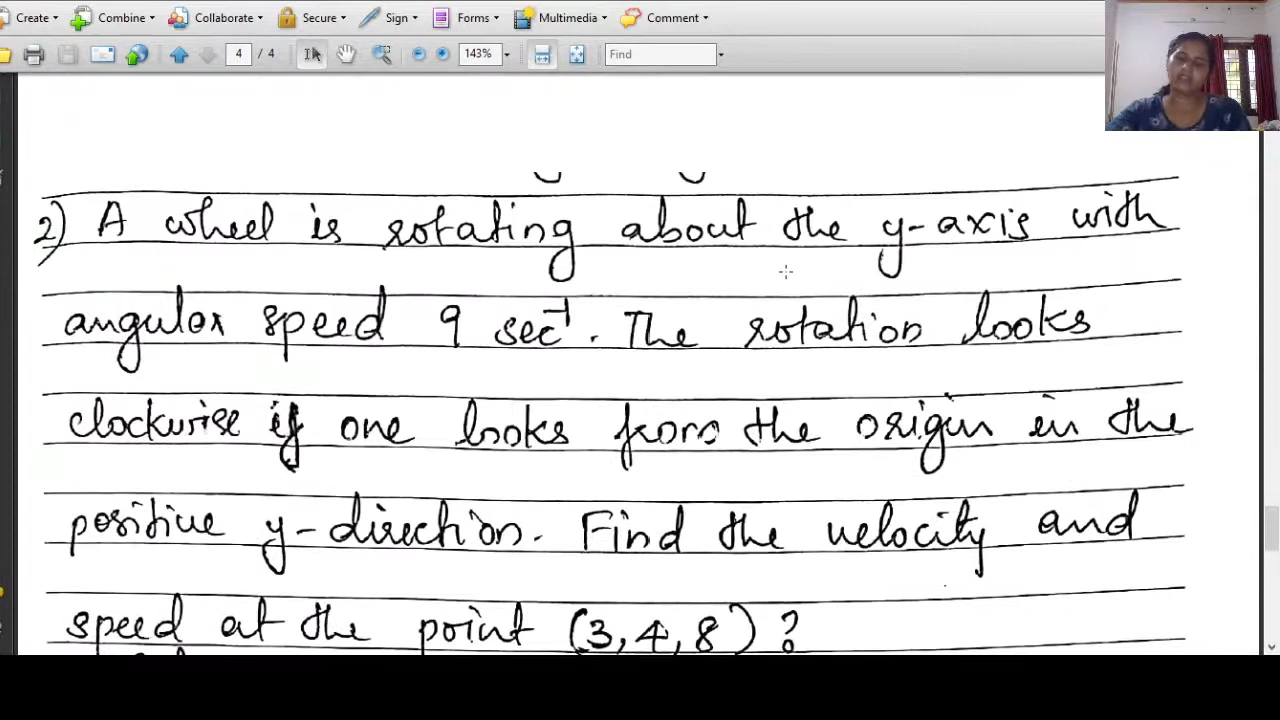 Create Combine Collaborate Secure Sign Forms Multimedia Comment
4 / 4 143% Find
2) A wheel is rotating about the y-axis with
angular speed 9 sec⁻¹. The rotation looks
clockwise if one looks from the origin in the
positive y-direction. Find the velocity and
speed at the point (3,4,8)?